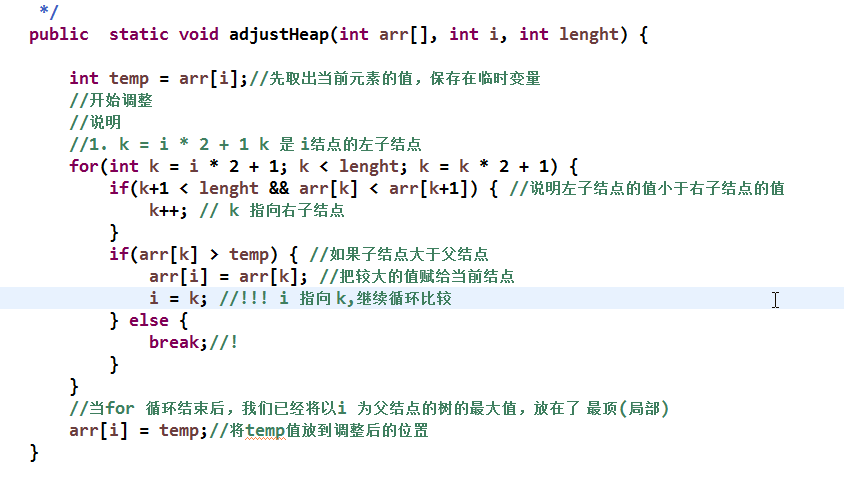 */
public  static void adjustHeap(int arr[], int i, int lenght) {
int temp = arr[i];//先取出当前元素的值，保存在临时变量
//开始调整
//说明
//1. k = i * 2 + 1 k 是 i结点的左子结点
for(int k = i * 2 + 1; k < lenght; k = k * 2 + 1) {
if(k+1 < lenght && arr[k] < arr[k+1]) { //说明左子结点的值小于右子结点的值
k++; // k 指向右子结点
}
if(arr[k] > temp) { //如果子结点大于父结点
arr[i] = arr[k]; //把较大的值赋给当前结点
i = k; //!!! i 指向 k,继续循环比较
} else {
break;//!
}
}
//当for 循环结束后，我们已经将以i 为父结点的树的最大值，放在了 最顶(局部)
arr[i] = temp;//将temp值放到调整后的位置
}